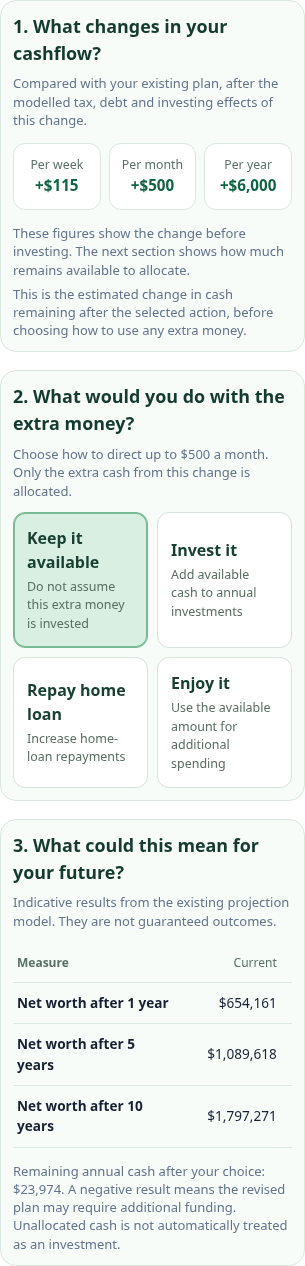 1. What changes in your
cashflow?
Compared with your existing plan, after the
modelled tax, debt and investing effects of
this change.
Per week
+$115
Per month
+$500
Per year
+$6,000
These figures show the change before
investing. The next section shows how much
remains available to allocate.
This is the estimated change in cash
remaining after the selected action, before
choosing how to use any extra money.
2. What would you do with the
extra money?
Choose how to direct up to $500 a month.
Only the extra cash from this change is
allocated.
Keep it
available
Do not assume
this extra money
is invested
Invest it
Add available
cash to annual
investments
Repay home
loan
Increase home-
loan repayments
Enjoy it
Use the available
amount for
additional
spending
3. What could this mean for
your future?
Indicative results from the existing projection
model. They are not guaranteed outcomes.
Measure Current
Net worth after 1 year $654,161
Net worth after 5
years
$1,089,618
Net worth after 10
years
$1,797,271
Remaining annual cash after your choice:
$23,974. A negative result means the revised
plan may require additional funding.
Unallocated cash is not automatically treated
as an investment.